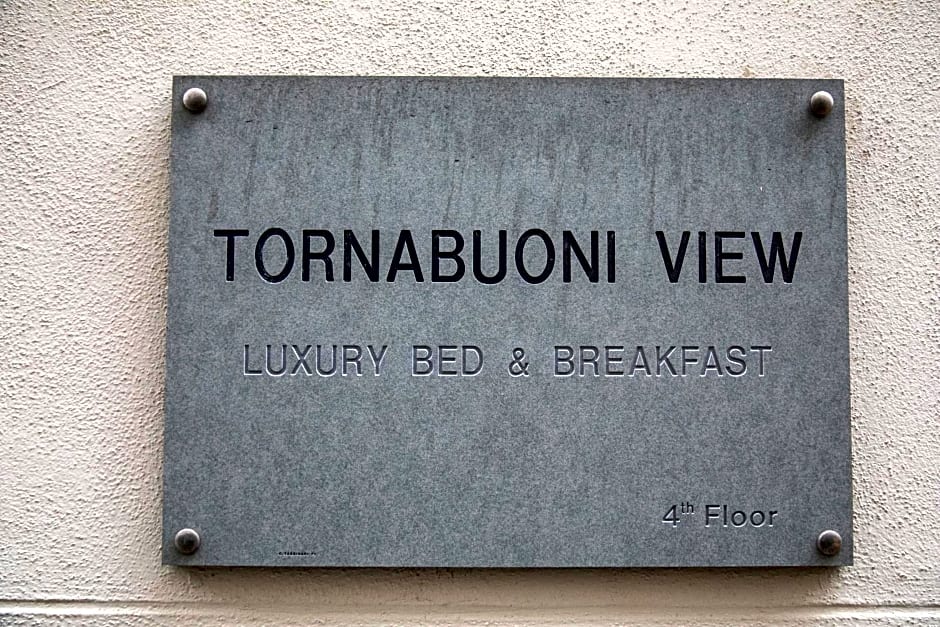 TORNABUONI VIEW
LUXURY BED & BREAKFAST
4th Floor